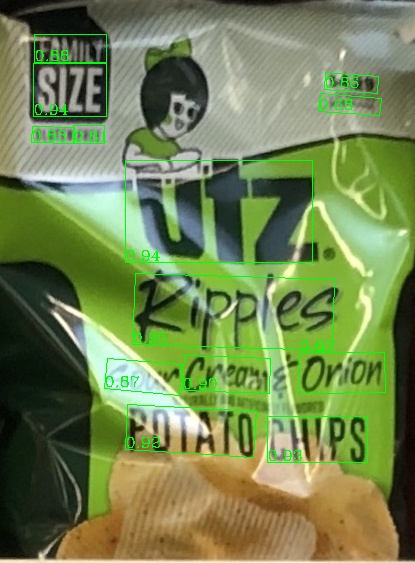 FAMILY
SIZE
UTZ®
Ripples
Sour Cream & Onion
POTATO CHIPS